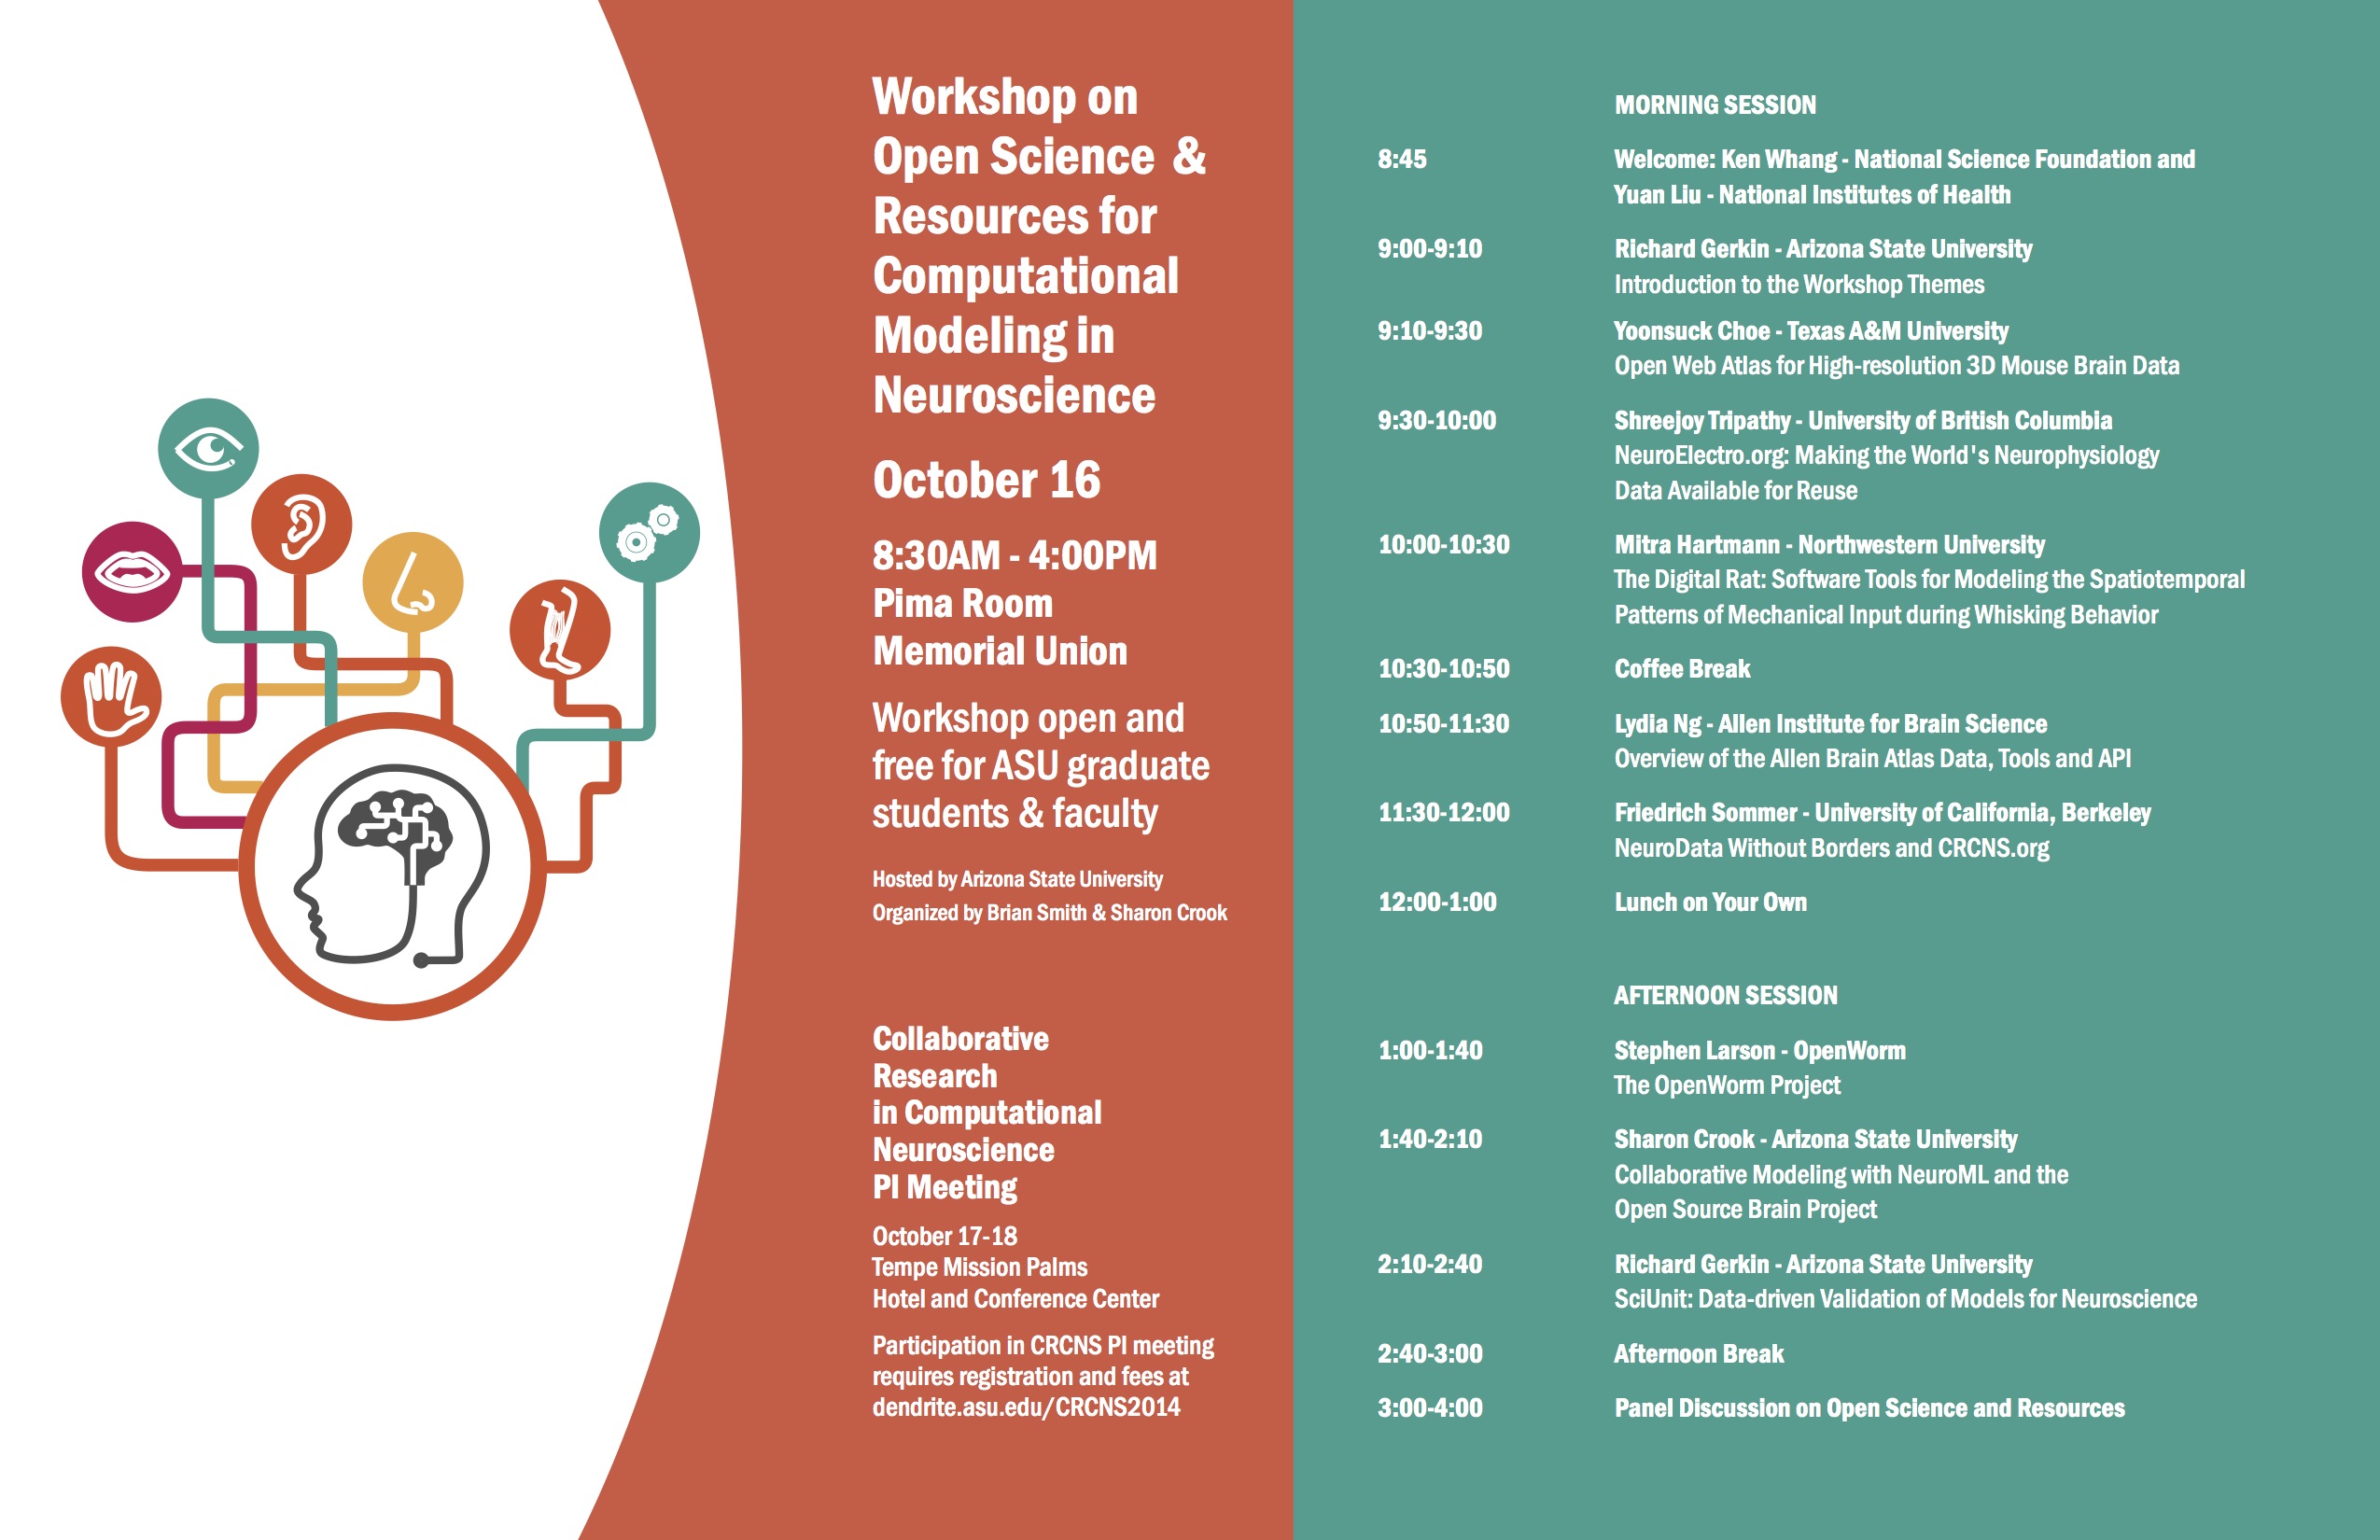 Workshop on
Open Science &
Resources for
Computational
Modeling in
Neuroscience
October 16
8:30AM - 4:00PM
Pima Room
Memorial Union
Workshop open and
free for ASU graduate
students & faculty
Hosted by Arizona State University
Organized by Brian Smith & Sharon Crook
Collaborative
Research
in Computational
Neuroscience
PI Meeting
October 17-18
Tempe Mission Palms
Hotel and Conference Center
Participation in CRCNS PI meeting
requires registration and fees at
dendrite.asu.edu/CRCNS2014
MORNING SESSION
8:45 Welcome: Ken Whang - National Science Foundation and
Yuan Liu - National Institutes of Health
9:00-9:10 Richard Gerkin - Arizona State University
Introduction to the Workshop Themes
9:10-9:30 Yoonsuck Choe - Texas A&M University
Open Web Atlas for High-resolution 3D Mouse Brain Data
9:30-10:00 Shreejoy Tripathy - University of British Columbia
NeuroElectro.org: Making the World's Neurophysiology
Data Available for Reuse
10:00-10:30 Mitra Hartmann - Northwestern University
The Digital Rat: Software Tools for Modeling the Spatiotemporal
Patterns of Mechanical Input during Whisking Behavior
10:30-10:50 Coffee Break
10:50-11:30 Lydia Ng - Allen Institute for Brain Science
Overview of the Allen Brain Atlas Data, Tools and API
11:30-12:00 Friedrich Sommer - University of California, Berkeley
NeuroData Without Borders and CRCNS.org
12:00-1:00 Lunch on Your Own
AFTERNOON SESSION
1:00-1:40 Stephen Larson - OpenWorm
The OpenWorm Project
1:40-2:10 Sharon Crook - Arizona State University
Collaborative Modeling with NeuroML and the
Open Source Brain Project
2:10-2:40 Richard Gerkin - Arizona State University
SciUnit: Data-driven Validation of Models for Neuroscience
2:40-3:00 Afternoon Break
3:00-4:00 Panel Discussion on Open Science and Resources